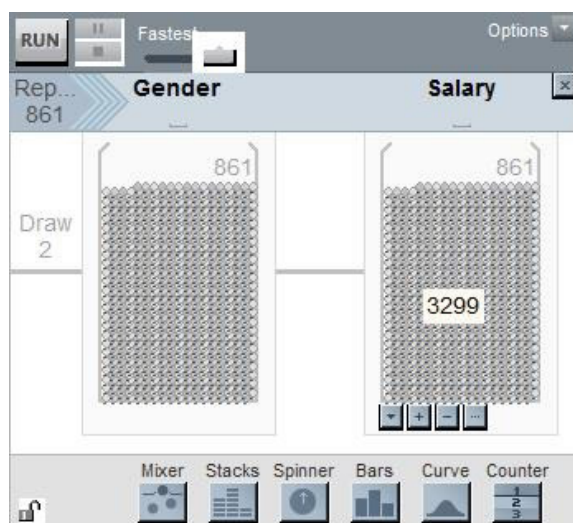 RUN
Fastest
Options
Rep...
861
Gender
Salary
861
861
Draw
2
3299
Mixer
Stacks
Spinner
Bars
Curve
Counter
1
2
3